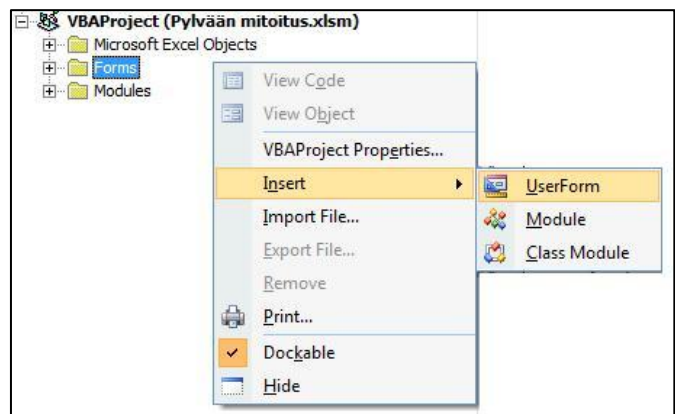 VBAProject (Pylvään mitoitus.xlsm)
Microsoft Excel Objects
Forms
Modules
View Code
View Object
VBAProject Properties...
Insert
Import File...
Export File...
Remove
Print...
Dockable
Hide
UserForm
Module
Class Module